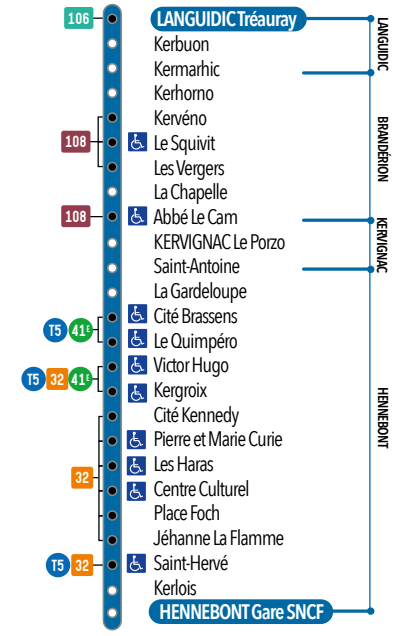 106 LANGUIDIC Tréauray
Kerbuon
Kermarhic
Kerhorno
Kervéno
108 Le Squivit
Les Vergers
La Chapelle
108 Abbé Le Cam
KERVIGNAC Le Porzo
Saint-Antoine
La Gardeloupe
Cité Brassens
T5 41E
Le Quimpéro
Victor Hugo
T5 32 41E
Kergroix
Cité Kennedy
Pierre et Marie Curie
Les Haras
32
Centre Culturel
Place Foch
Jéhanne La Flamme
T5 32 Saint-Hervé
Kerlois
HENNEBONT Gare SNCF
LANGUIDIC
BRANDÉRION
KERVIGNAC
HENNEBONT